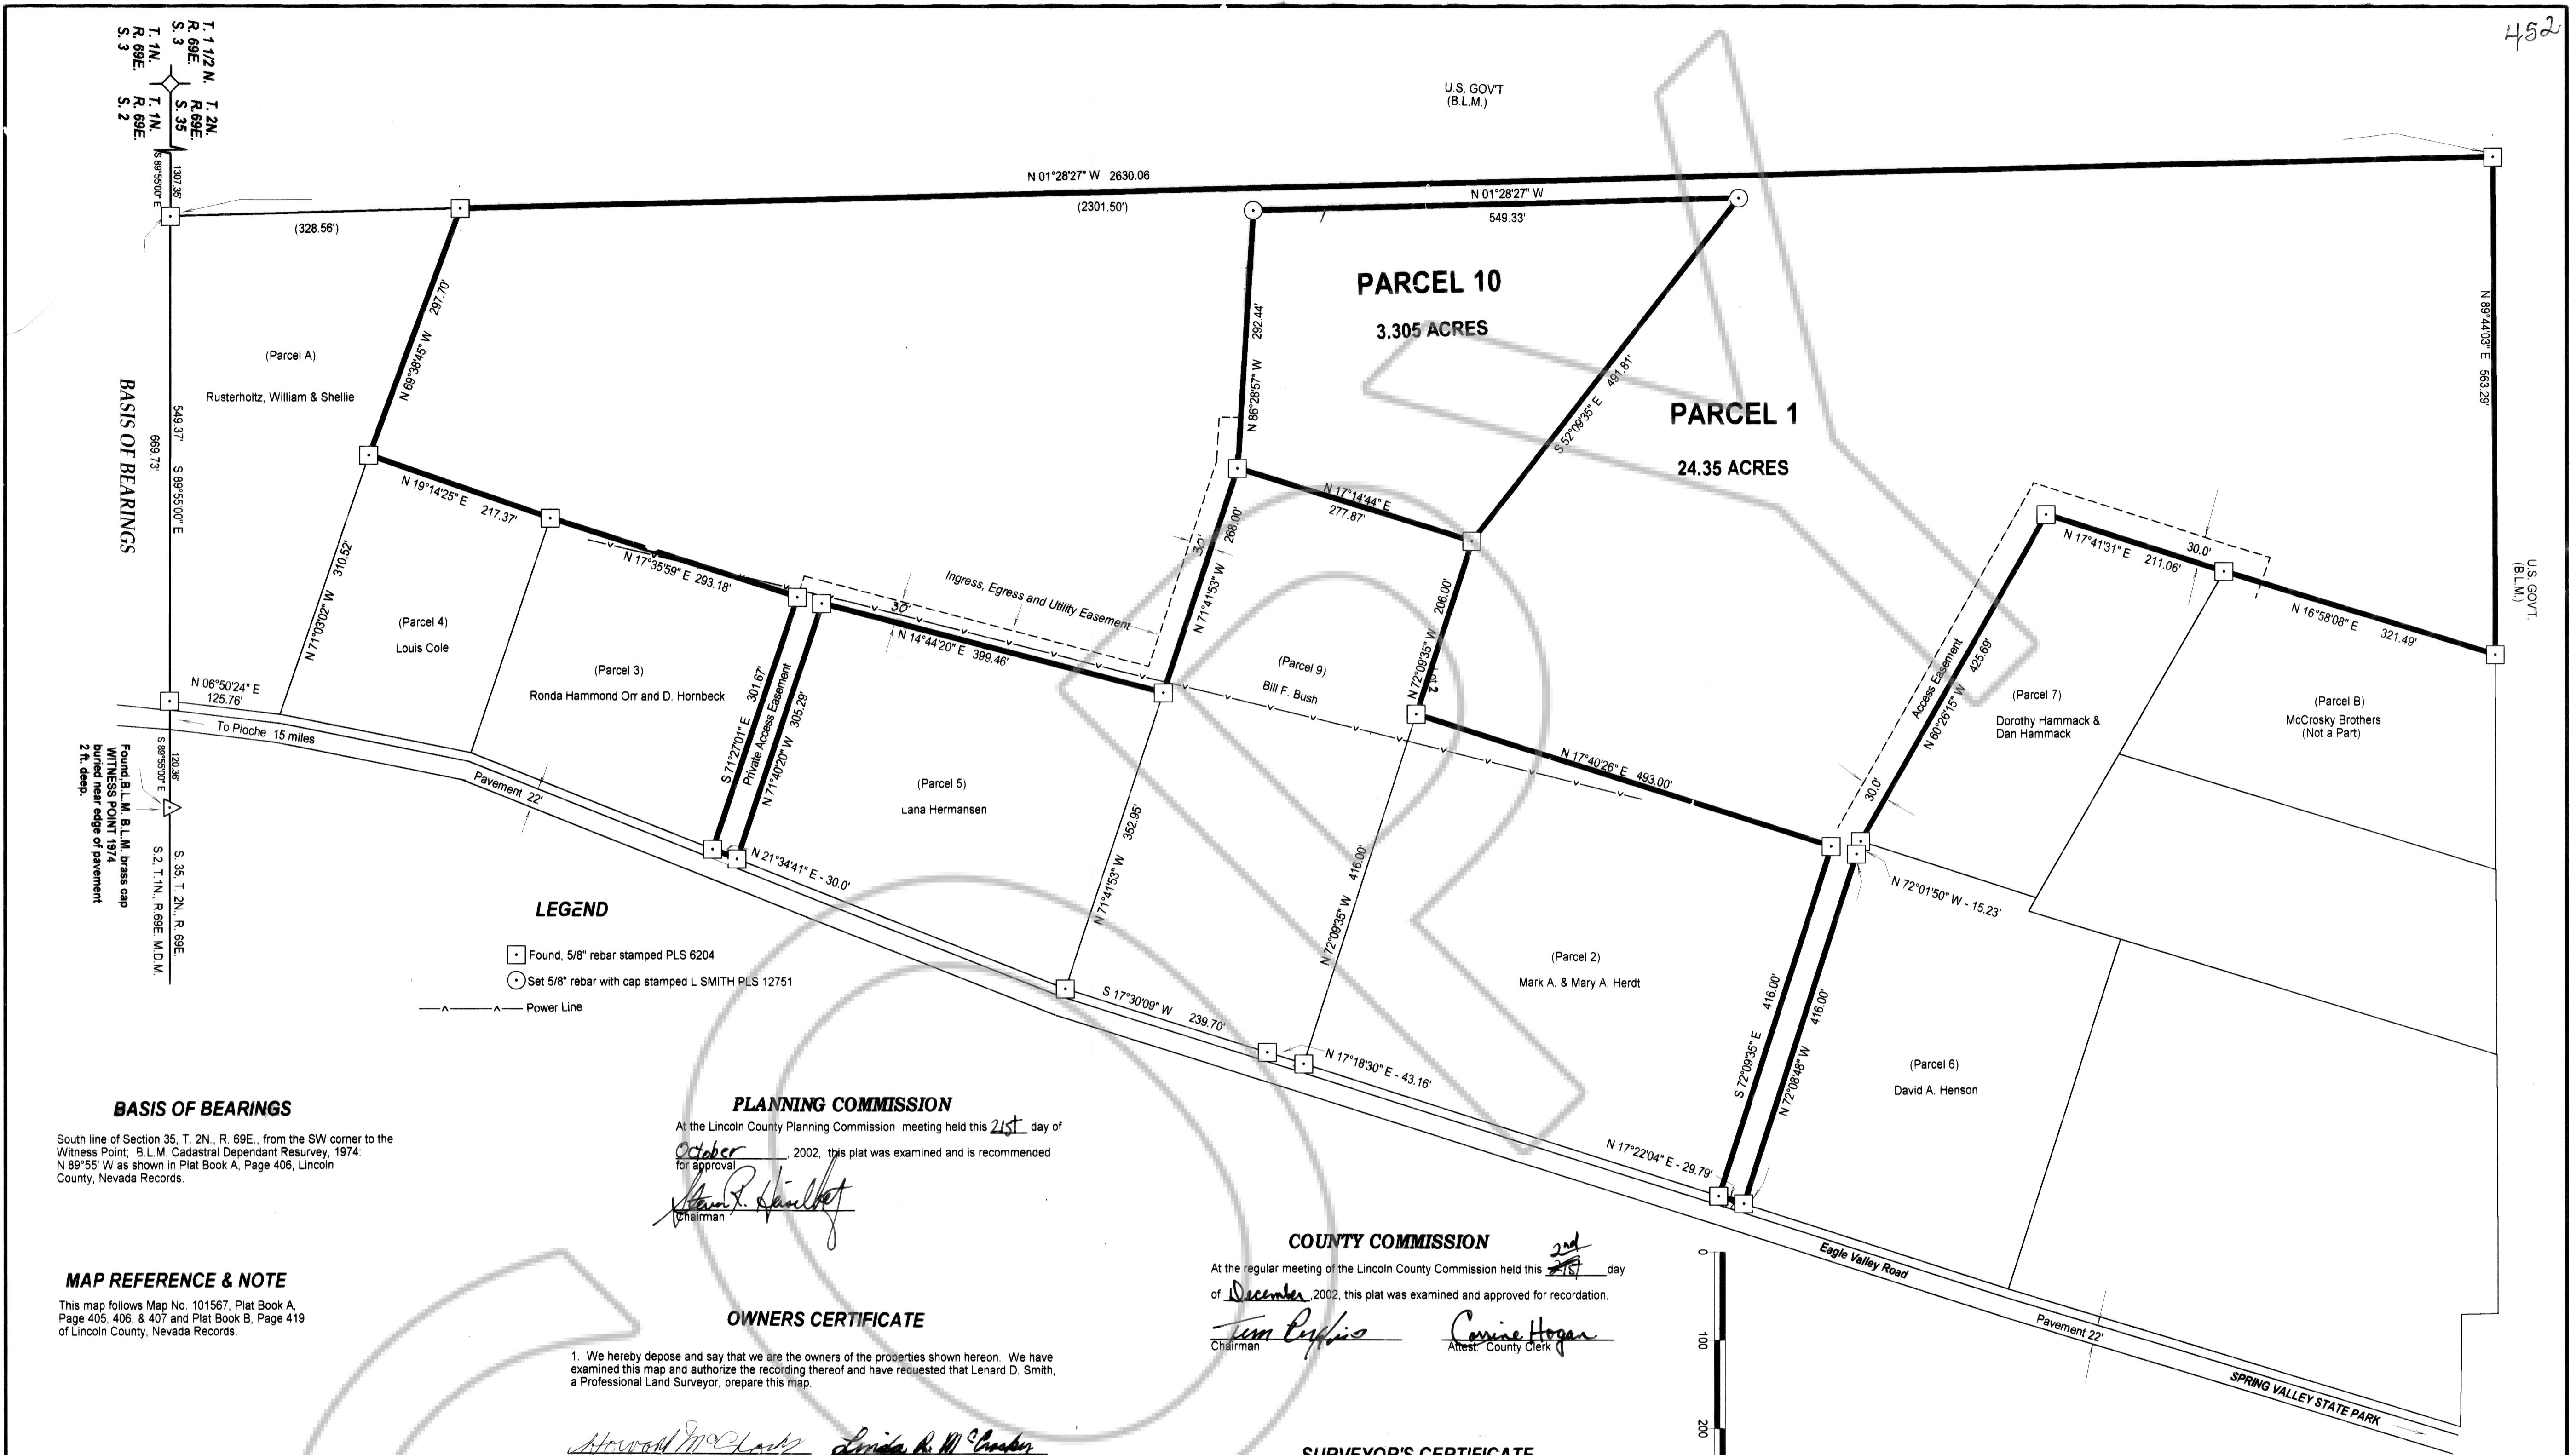 452
T. 1 1/2 N. T. 2N.
R. 69E. R.69E.
S. 3 S. 35
T. 1N. T. 1N.
R. 69E. R. 69E.
S. 3 S. 2
1307.35'
S 89°55'00" E
U.S. GOV'T
(B.L.M.)
N 01°28'27" W 2630.06
(2301.50')
(328.56')
N 01°28'27" W
549.33'
PARCEL 10
3.305 ACRES
N 86°28'57" W 292.44'
S 52°09'35" E 491.81'
PARCEL 1
24.35 ACRES
N 89°44'03" E 563.29'
U.S. GOV'T.
(B.L.M.)
(Parcel A)
Rusterholtz, William & Shellie
N 69°38'45" W 297.70'
BASIS OF BEARINGS
549.37' S 89°55'00" E
669.73'
N 19°14'25" E 217.37'
N 17°35'59" E 293.18'
N 71°03'02" W 310.52'
(Parcel 4)
Louis Cole
(Parcel 3)
Ronda Hammond Orr and D. Hornbeck
S 71°27'01" E 301.67'
Private Access Easement
N 71°40'20" W 305.29'
30'
Ingress, Egress and Utility Easement
N 14°44'20" E 399.46'
30'
N 71°41'53" W 268.00'
N 17°14'44" E
277.87'
N 72°09'35" W 206.00'
Lot 2
(Parcel 9)
Bill F. Bush
N 17°40'26" E 493.00'
Access Easement
N 60°26'15" W 425.69'
30.0'
N 17°41'31" E 211.06'
30.0'
N 16°58'08" E 321.49'
(Parcel 7)
Dorothy Hammack &
Dan Hammack
(Parcel B)
McCrosky Brothers
(Not a Part)
N 72°01'50" W - 15.23'
N 06°50'24" E
125.76'
To Pioche 15 miles
Pavement 22'
S 89°55'00" E 120.36'
Found,B.L.M. B.L.M. brass cap
WITNESS POINT 1974
buried near edge of pavement
2 ft. deep.
S. 35, T. 2N., R. 69E.
S.2, T.1N., R.69E. M.D.M.
(Parcel 5)
Lana Hermansen
N 21°34'41" E - 30.0'
N 71°41'53" W 352.95'
N 72°09'35" W 416.00'
S 17°30'09" W 239.70'
N 17°18'30" E - 43.16'
(Parcel 2)
Mark A. & Mary A. Herdt
S 72°09'35" E 416.00'
N 72°08'48" W 416.00'
N 17°22'04" E - 29.79'
(Parcel 6)
David A. Henson
Eagle Valley Road
Pavement 22'
SPRING VALLEY STATE PARK
LEGEND
Found, 5/8" rebar stamped PLS 6204
Set 5/8" rebar with cap stamped L SMITH PLS 12751
Power Line
BASIS OF BEARINGS
South line of Section 35, T. 2N., R. 69E., from the SW corner to the
Witness Point; B.L.M. Cadastral Dependant Resurvey, 1974:
N 89°55' W as shown in Plat Book A, Page 406, Lincoln
County, Nevada Records.
MAP REFERENCE & NOTE
This map follows Map No. 101567, Plat Book A,
Page 405, 406, & 407 and Plat Book B, Page 419
of Lincoln County, Nevada Records.
PLANNING COMMISSION
At the Lincoln County Planning Commission meeting held this 21st day of
October, 2002, this plat was examined and is recommended
for approval
Chairman
OWNERS CERTIFICATE
1. We hereby depose and say that we are the owners of the properties shown hereon. We have
examined this map and authorize the recording thereof and have requested that Lenard D. Smith,
a Professional Land Surveyor, prepare this map.
Linda R. McCrosky
COUNTY COMMISSION
2nd
At the regular meeting of the Lincoln County Commission held this 21st day
of December, 2002, this plat was examined and approved for recordation.
Corrine Hogan
Chairman Attest: County Clerk
0
100
200
SURVEYOR'S CERTIFICATE